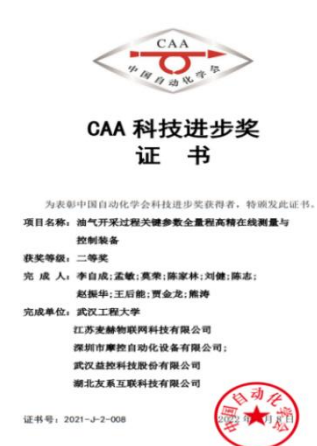 CAA
中国自动化学会
CAA 科技进步奖
证 书
为表彰中国自动化学会科技进步奖获得者，特颁发此证书。
项目名称：油气开采过程关键参数全量程高精在线测量与
控制装备
获奖等级：二等奖
完 成 人：李自成;孟敏;莫荣;陈家林;刘健;陈志;
赵振华;王后能;贾金龙;熊涛
完成单位：武汉工程大学
江苏麦赫物联网科技有限公司
深圳市摩控自动化设备有限公司;
武汉益控科技股份有限公司
湖北友系互联科技有限公司
证书号：2021-J-2-008
2022年 月 日